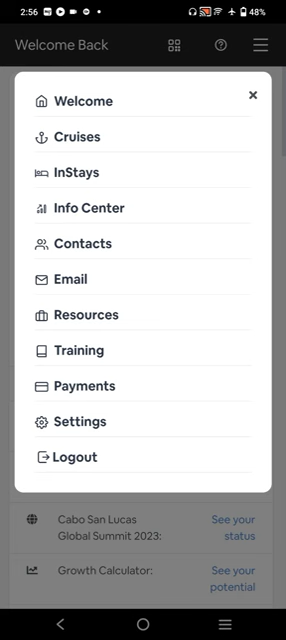 2:56
48%
Welcome Back
Welcome
Cruises
InStays
Info Center
Contacts
Email
Resources
Training
Payments
Settings
Logout
Cabo San Lucas See your
Global Summit 2023: status
Growth Calculator: See your
potential